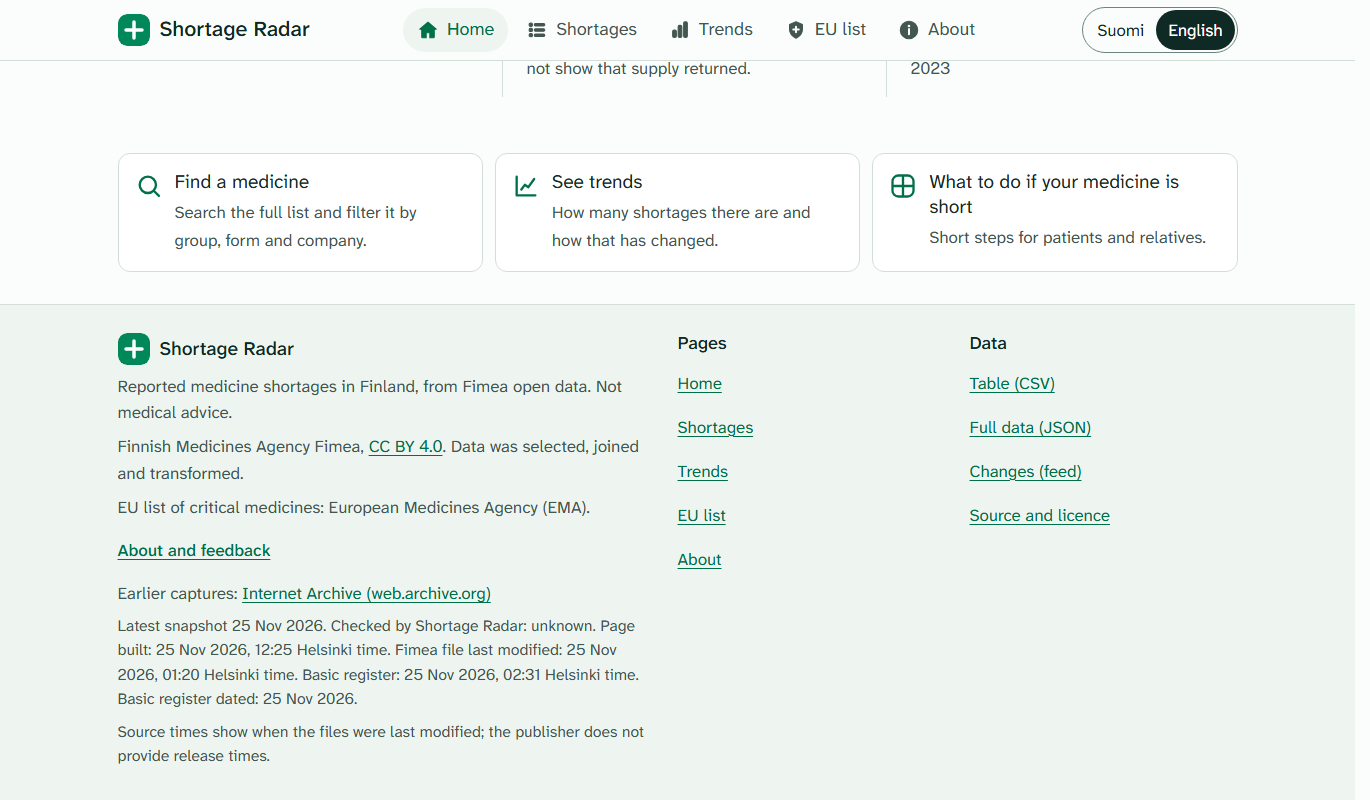 Shortage Radar
Home
Shortages
Trends
EU list
About
Suomi
English
not show that supply returned.
2023
Find a medicine
Search the full list and filter it by
group, form and company.
See trends
How many shortages there are and
how that has changed.
What to do if your medicine is
short
Short steps for patients and relatives.
Shortage Radar
Reported medicine shortages in Finland, from Fimea open data. Not
medical advice.
Finnish Medicines Agency Fimea, CC BY 4.0. Data was selected, joined
and transformed.
EU list of critical medicines: European Medicines Agency (EMA).
About and feedback
Earlier captures: Internet Archive (web.archive.org)
Latest snapshot 25 Nov 2026. Checked by Shortage Radar: unknown. Page
built: 25 Nov 2026, 12:25 Helsinki time. Fimea file last modified: 25 Nov
2026, 01:20 Helsinki time. Basic register: 25 Nov 2026, 02:31 Helsinki time.
Basic register dated: 25 Nov 2026.
Source times show when the files were last modified; the publisher does not
provide release times.
Pages
Home
Shortages
Trends
EU list
About
Data
Table (CSV)
Full data (JSON)
Changes (feed)
Source and licence